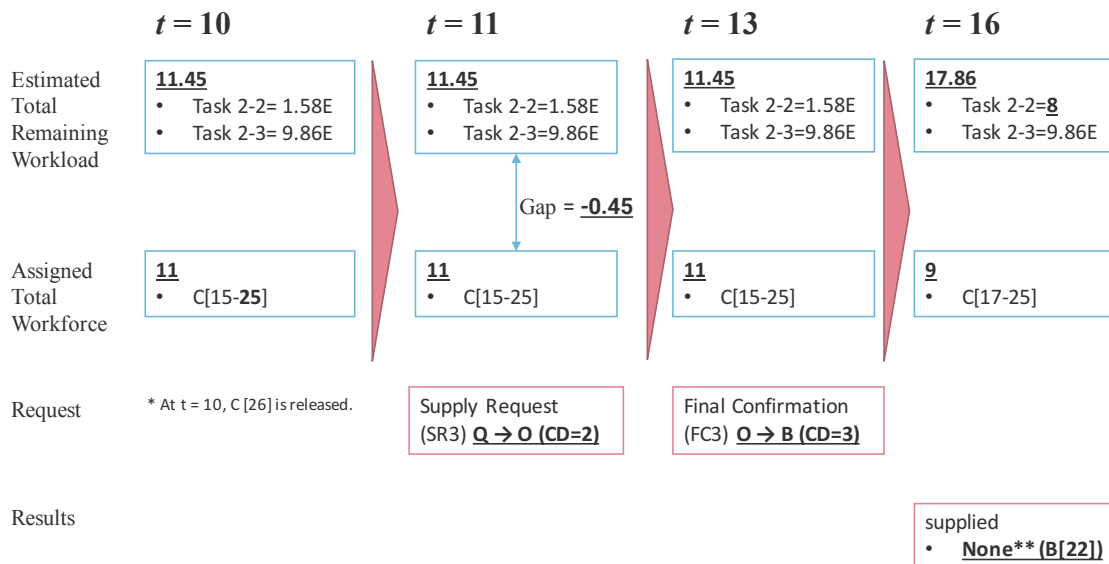 t = 10
t = 11
t = 13
t = 16
Estimated
Total
Remaining
Workload
11.45
• Task 2-2= 1.58E
• Task 2-3= 9.86E
11.45
• Task 2-2=1.58E
• Task 2-3=9.86E
11.45
• Task 2-2=1.58E
• Task 2-3=9.86E
17.86
• Task 2-2=8
• Task 2-3=9.86E
Gap = -0.45
Assigned
Total
Workforce
11
• C[15-25]
11
• C[15-25]
11
• C[15-25]
9
• C[17-25]
Request
* At t = 10, C [26] is released.
Supply Request
(SR3) Q → O (CD=2)
Final Confirmation
(FC3) O → B (CD=3)
Results
supplied
• None** (B[22])